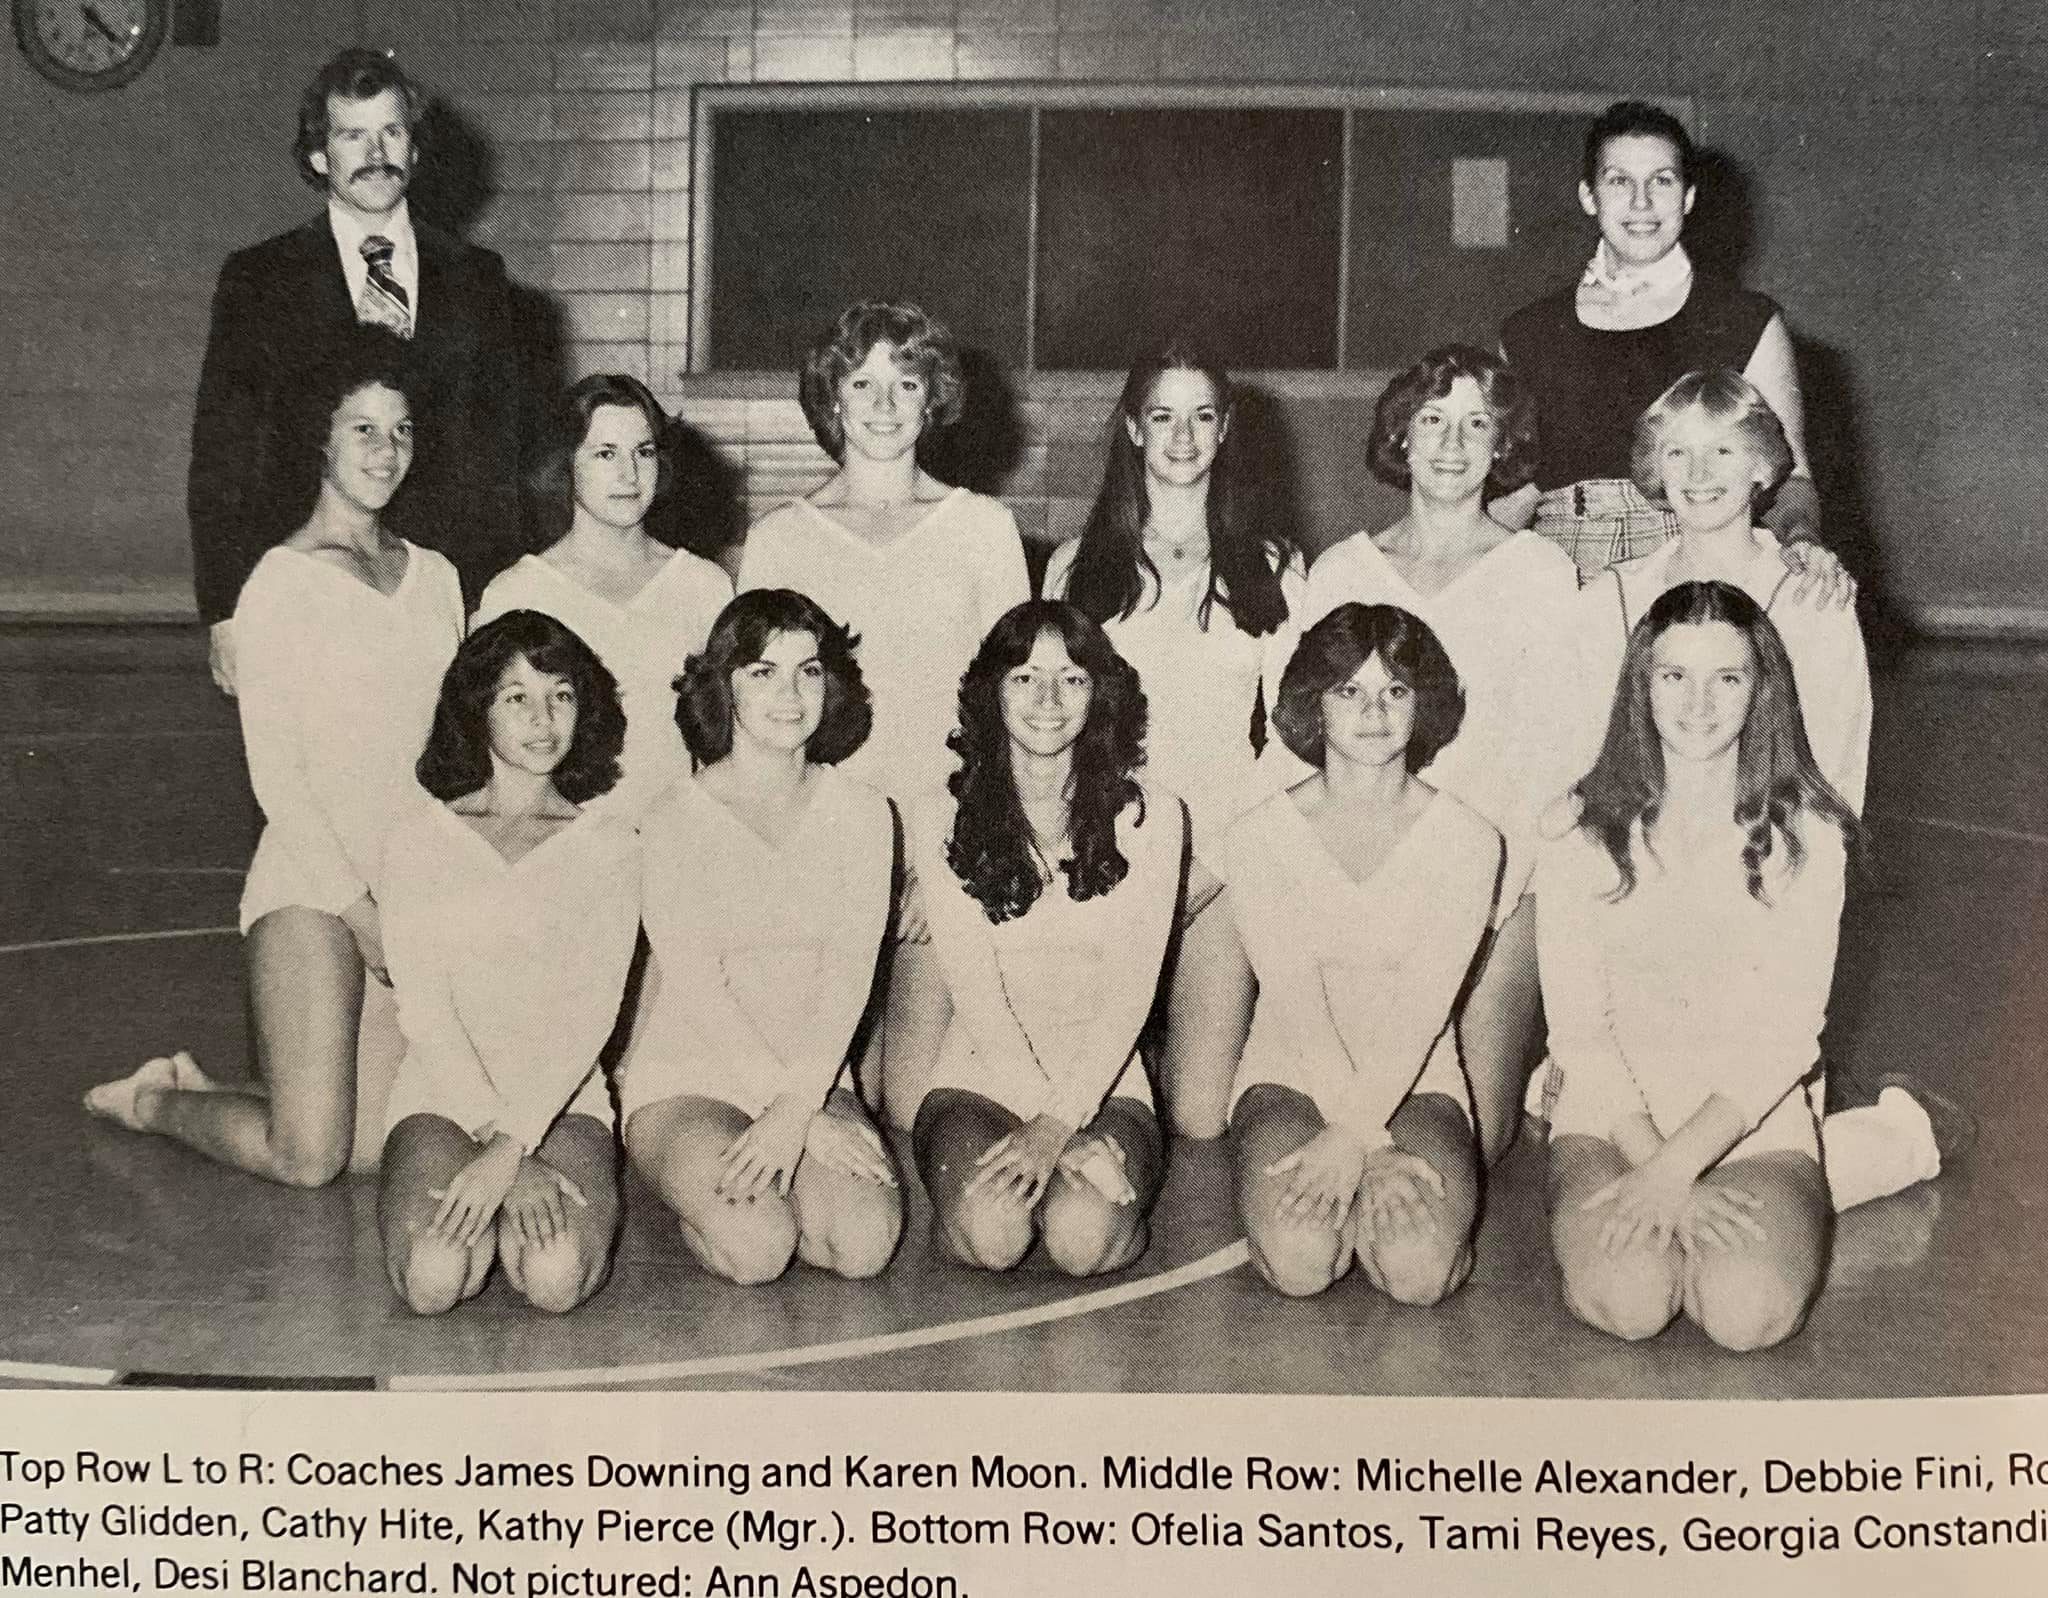 Top Row L to R: Coaches James Downing and Karen Moon. Middle Row: Michelle Alexander, Debbie Fini,
Patty Glidden, Cathy Hite, Kathy Pierce (Mgr.). Bottom Row: Ofelia Santos, Tami Reyes, Georgia
Menhel, Desi Blanchard. Not pictured: Ann Aspedon.